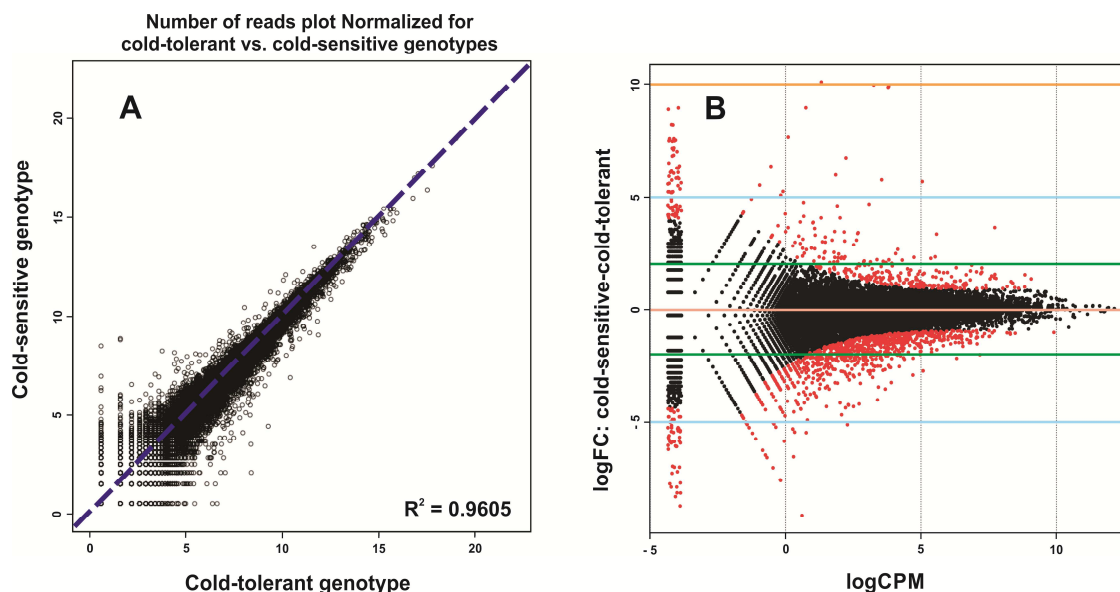 Number of reads plot Normalized for
cold-tolerant vs. cold-sensitive genotypes
A
Cold-sensitive genotype
20
15
10
5
0
R² = 0.9605
0 5 10 15 20
Cold-tolerant genotype
B
logFC: cold-sensitive-cold-tolerant
10
5
0
-5
- 5 0 5 10
logCPM